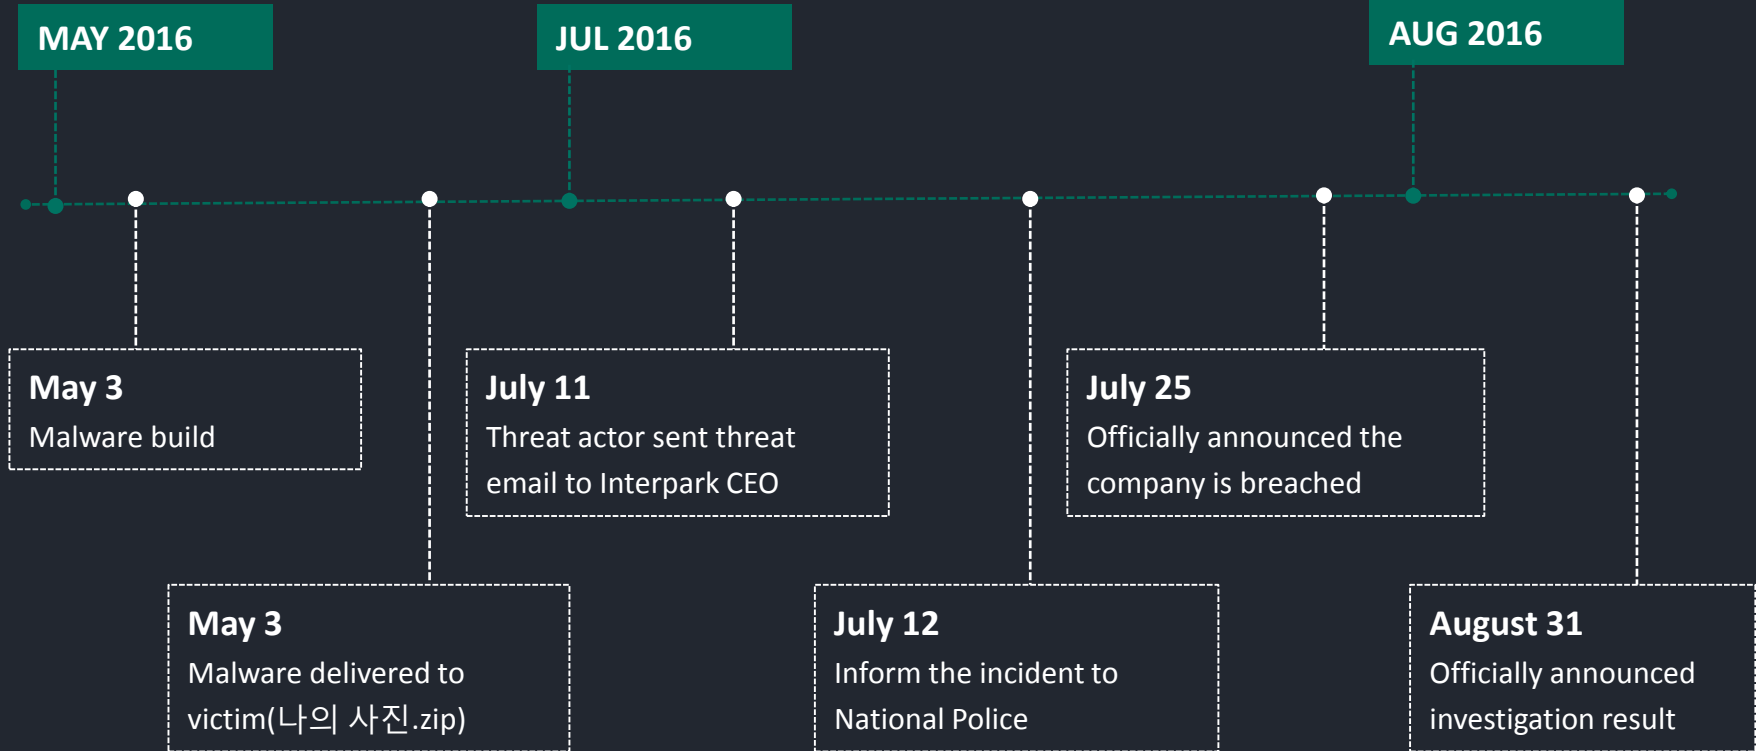 MAY 2016
JUL 2016
AUG 2016
May 3
Malware build
July 11
Threat actor sent threat
email to Interpark CEO
July 25
Officially announced the
company is breached
May 3
Malware delivered to
victim(나의 사진.zip)
July 12
Inform the incident to
National Police
August 31
Officially announced
investigation result